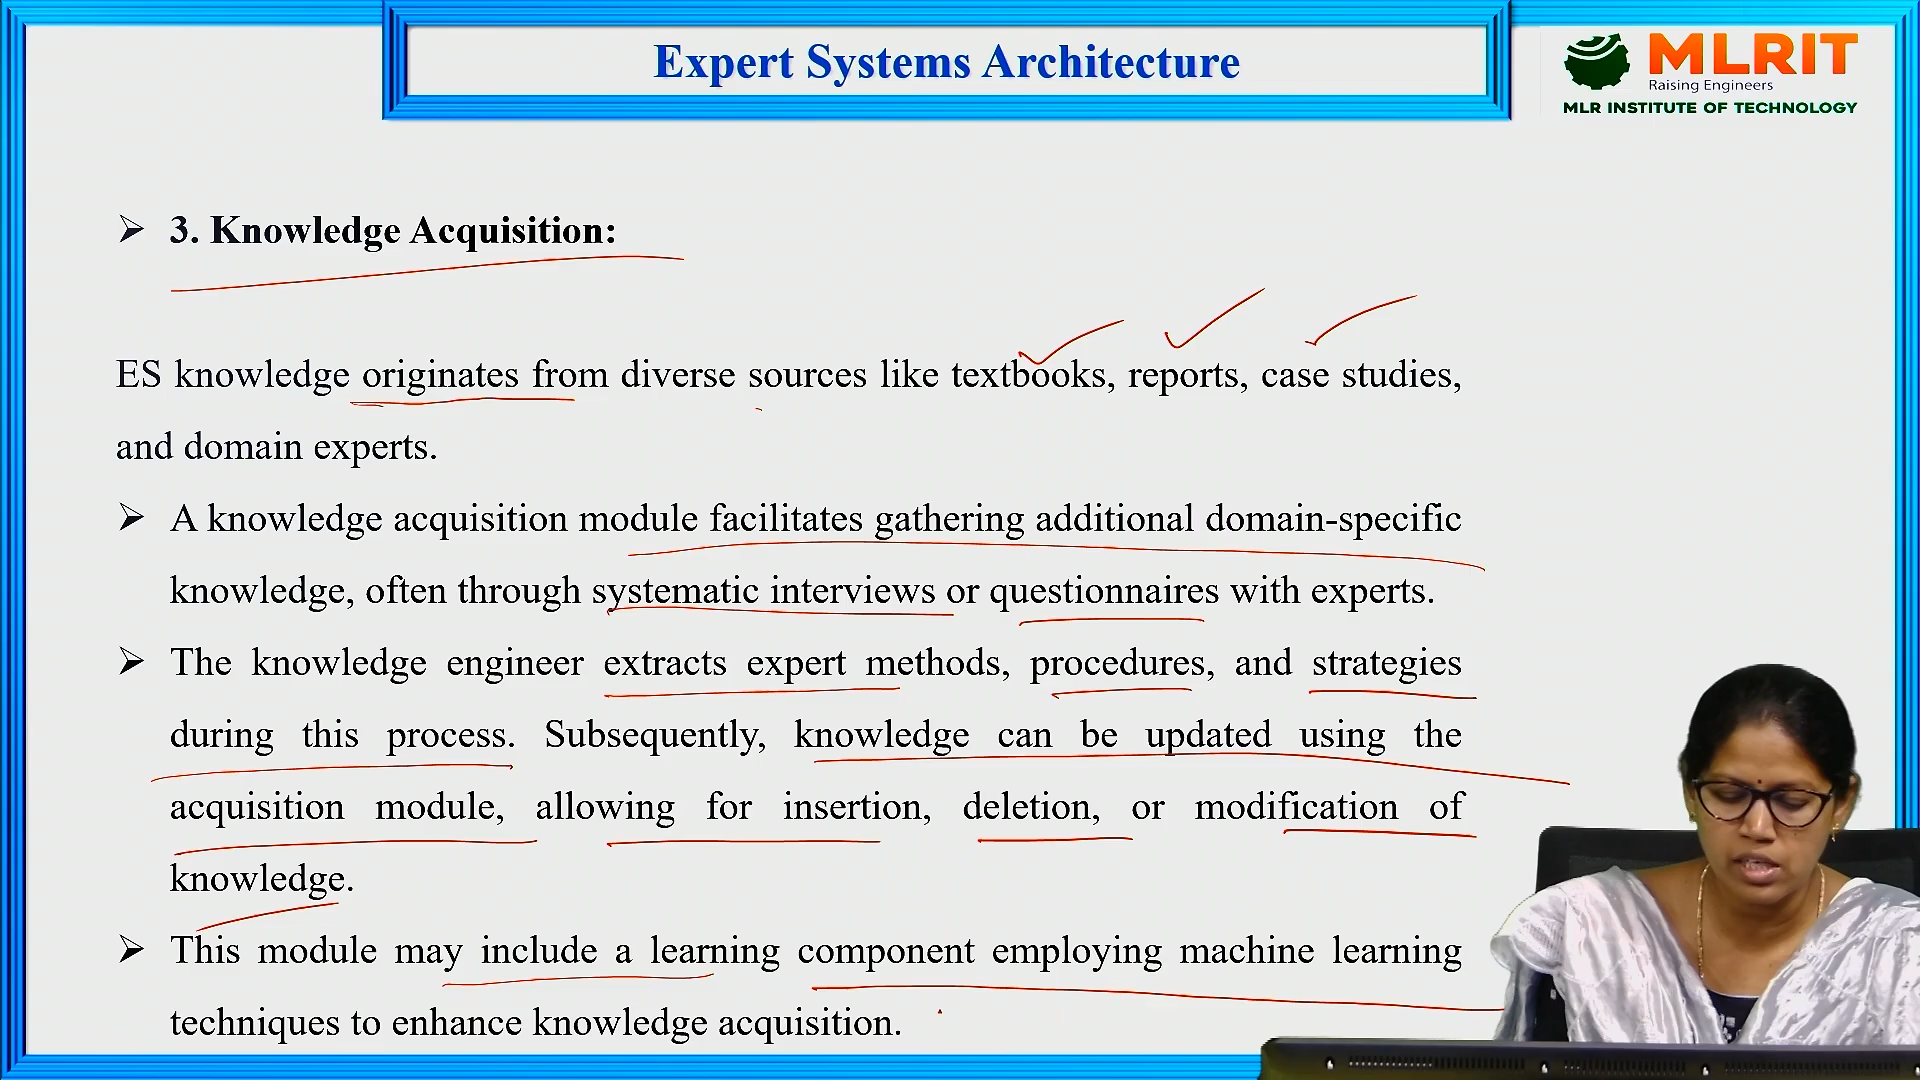 Expert Systems Architecture
MLRIT
Raising Engineers
MLR INSTITUTE OF TECHNOLOGY
➢ 3. Knowledge Acquisition:
ES knowledge originates from diverse sources like textbooks, reports, case studies,
and domain experts.
➢ A knowledge acquisition module facilitates gathering additional domain-specific
knowledge, often through systematic interviews or questionnaires with experts.
➢ The knowledge engineer extracts expert methods, procedures, and strategies
during this process. Subsequently, knowledge can be updated using the
acquisition module, allowing for insertion, deletion, or modification of
knowledge.
➢ This module may include a learning component employing machine learning
techniques to enhance knowledge acquisition.